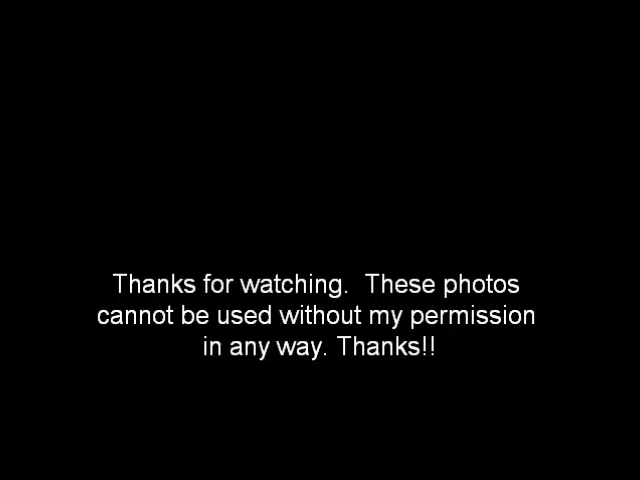 Thanks for watching.  These photos
cannot be used without my permission
in any way. Thanks!!